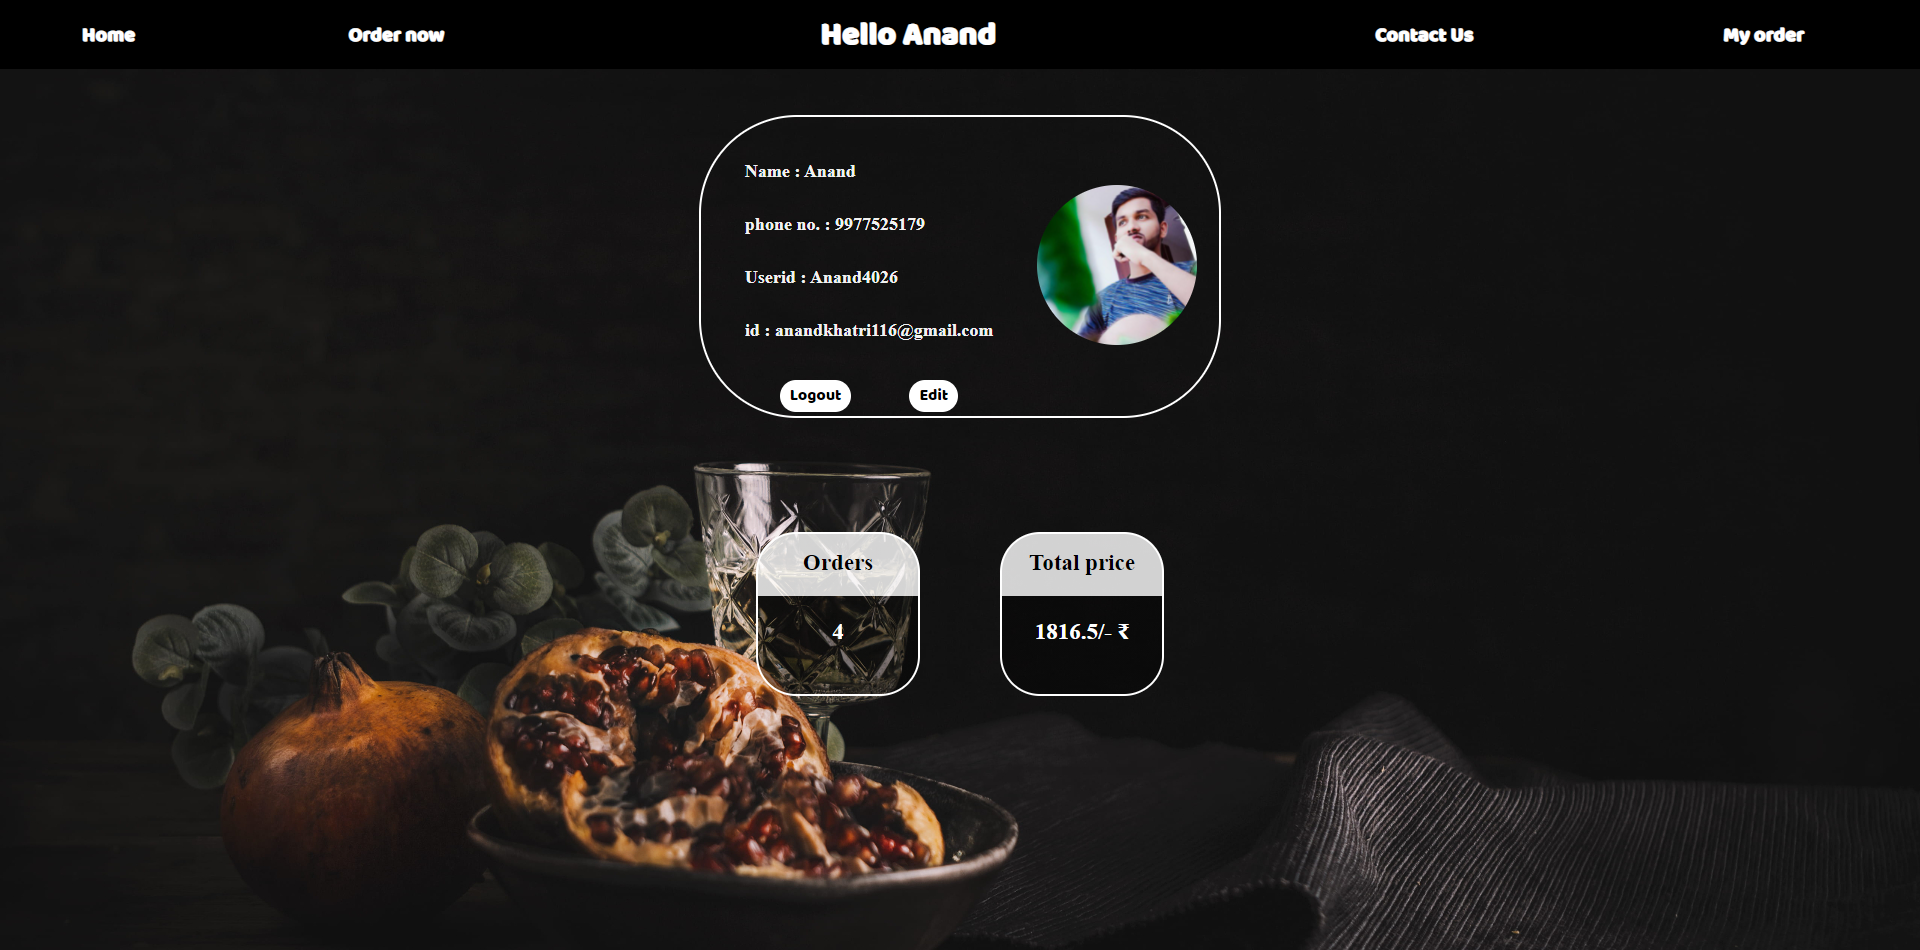 Home Order now Hello Anand Contact Us My order
Name : Anand
phone no. : 9977525179
Userid : Anand4026
id : anandkhatri116@gmail.com
Logout Edit
Orders Total price
4 1816.5/- ₹